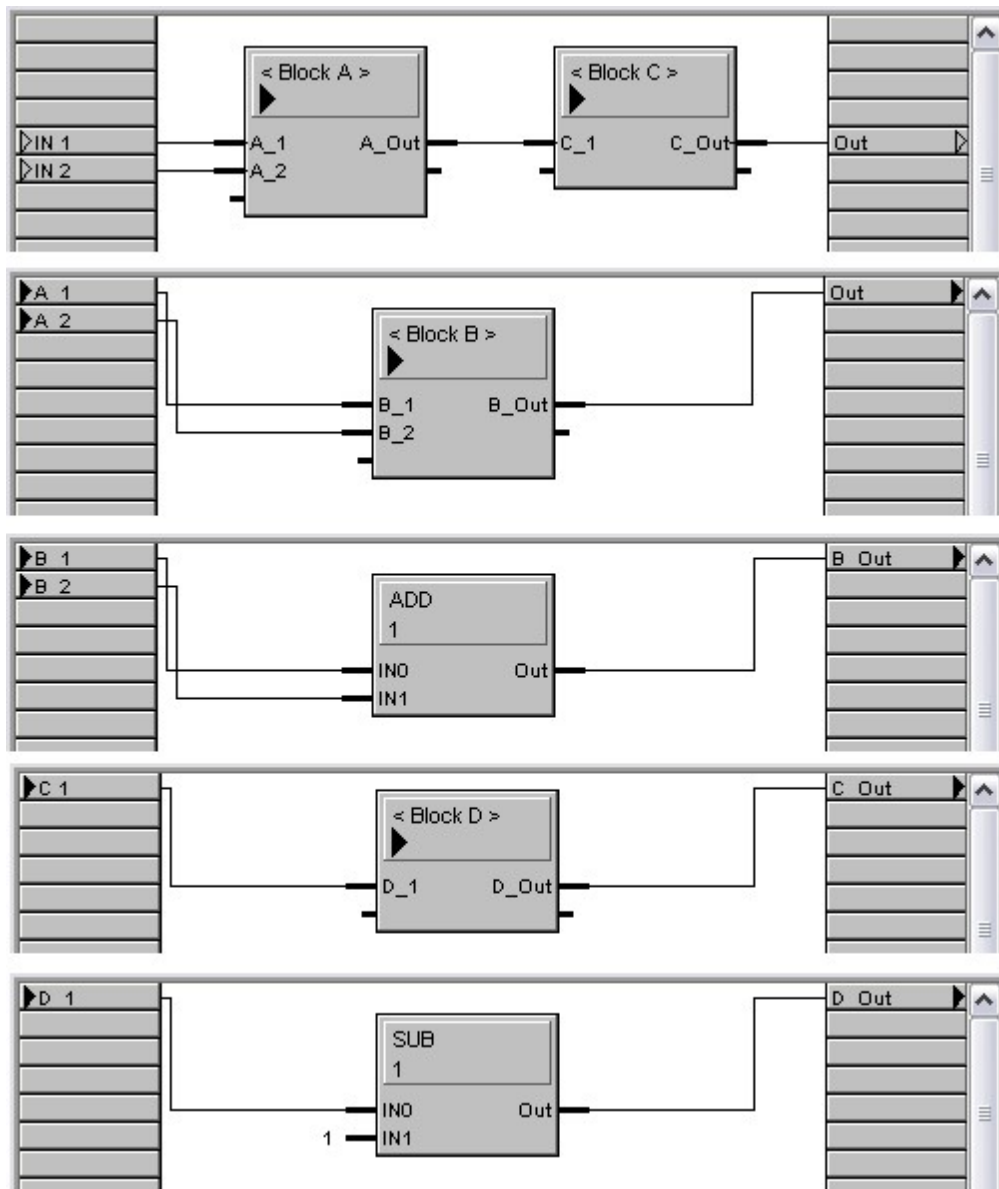 < Block A >
< Block C >
IN 1
A_1
A_Out
C_1
C_Out
Out
IN 2
A_2
A 1
Out
A 2
< Block B >
B_1
B_Out
B_2
B 1
B Out
B 2
ADD
1
IN0
Out
IN1
C 1
C Out
< Block D >
D_1
D_Out
D 1
D Out
SUB
1
IN0
Out
1
IN1